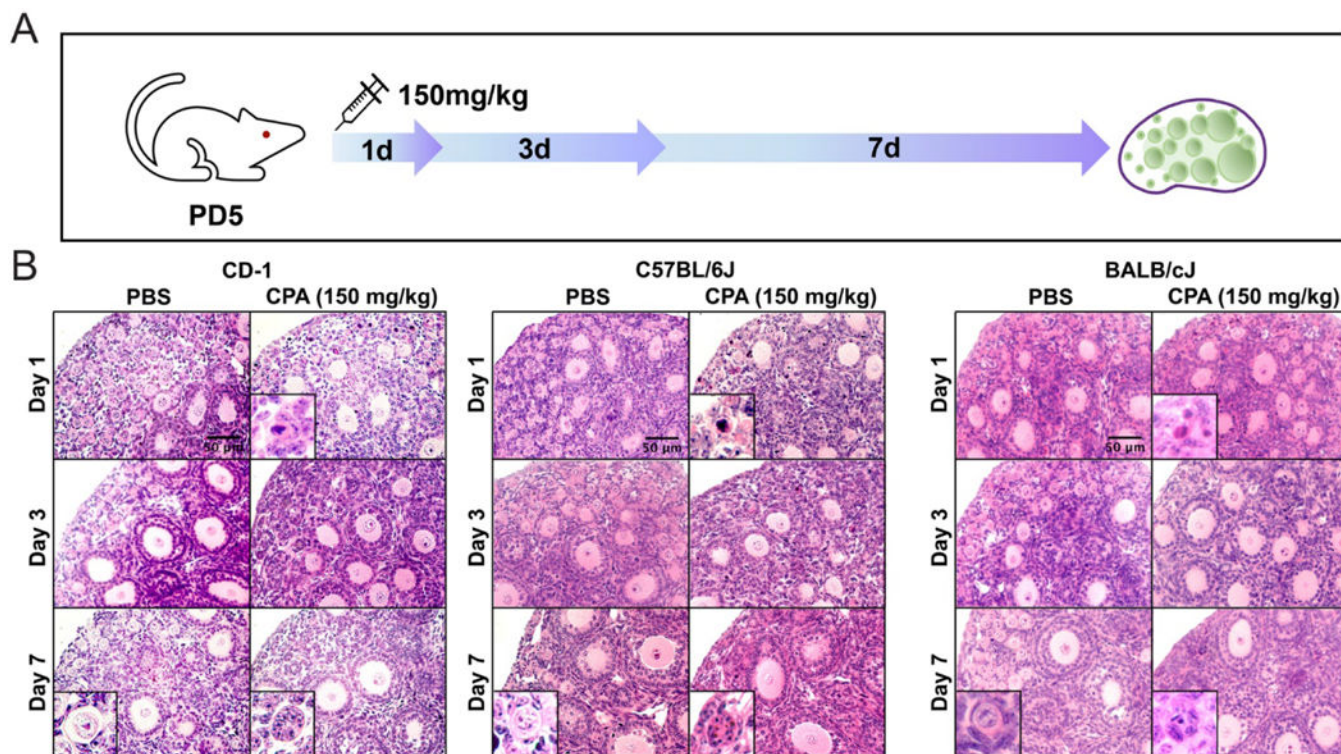 A
150mg/kg
1d 3d 7d
PD5
B
CD-1 C57BL/6J BALB/cJ
PBS CPA (150 mg/kg) PBS CPA (150 mg/kg) PBS CPA (150 mg/kg)
Day 1 Day 1 Day 1
50 µm 50 µm 50 µm
Day 3 Day 3 Day 3
Day 7 Day 7 Day 7